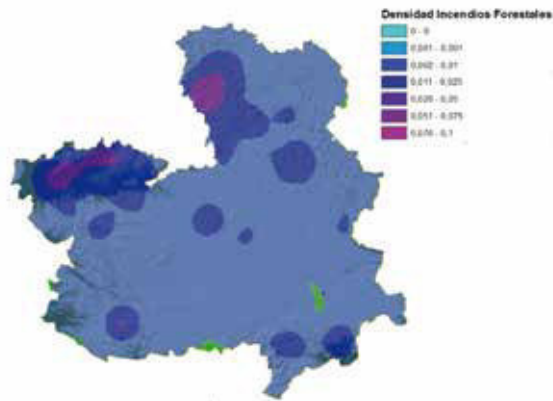 Densidad Incendios Forestales
0 - 0
0,001 - 0,001
0,002 - 0,01
0,011 - 0,025
0,026 - 0,05
0,051 - 0,075
0,076 - 0,1